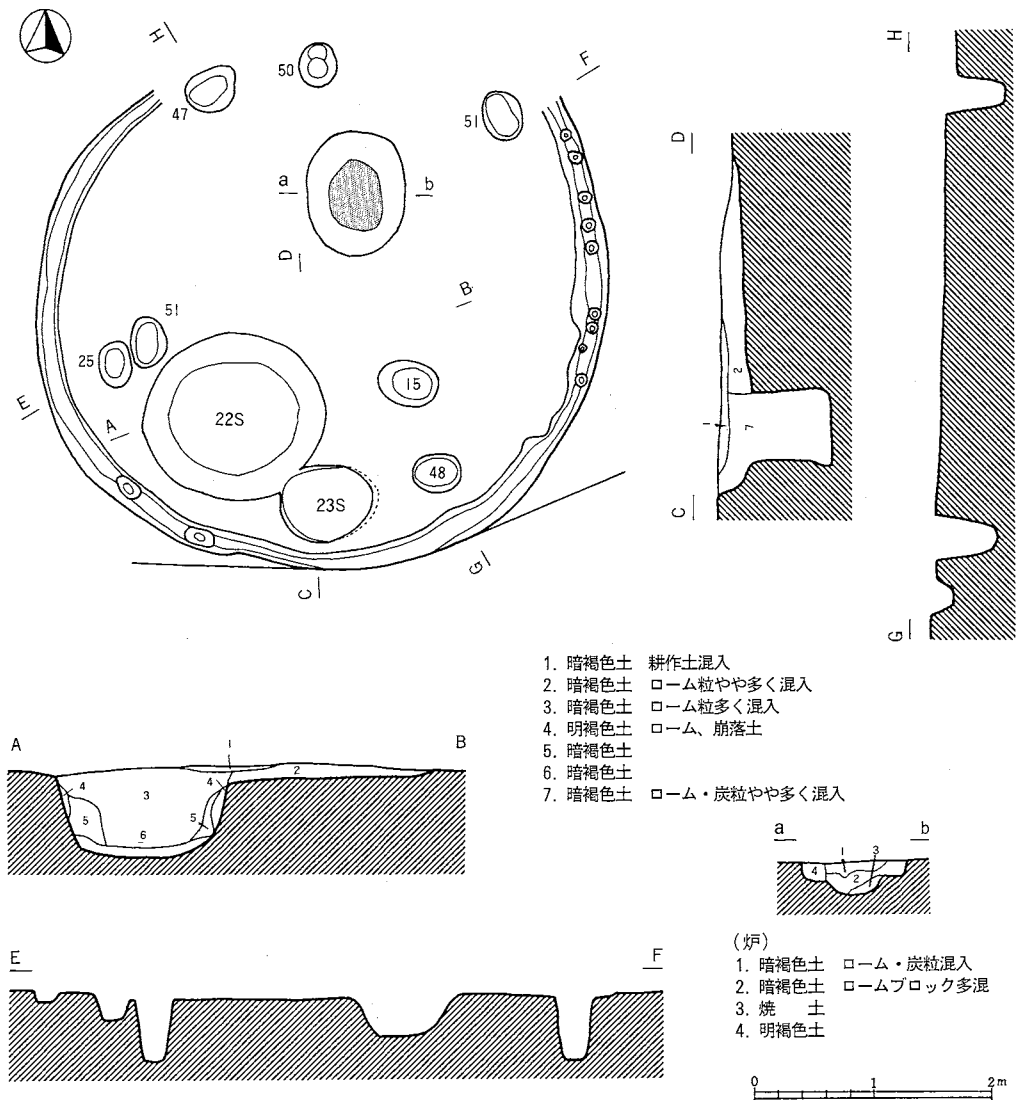 H
50
F
47
51
a
b
D
B
51
25
15
E
A
22S
48
23S
G
C
H
D
2
1
7
C
G
1. 暗褐色土 耕作土混入
2. 暗褐色土 ローム粒やや多く混入
3. 暗褐色土 ローム粒多く混入
4. 明褐色土 ローム、崩落土
5. 暗褐色土
6. 暗褐色土
7. 暗褐色土 ローム・炭粒やや多く混入
A
1
B
2
4
3
4
5
5
6
a
b
1
3
4
2
E
F
(炉)
1. 暗褐色土 ローム・炭粒混入
2. 暗褐色土 ロームブロック多混
3. 焼 土
4. 明褐色土
0 1 2m